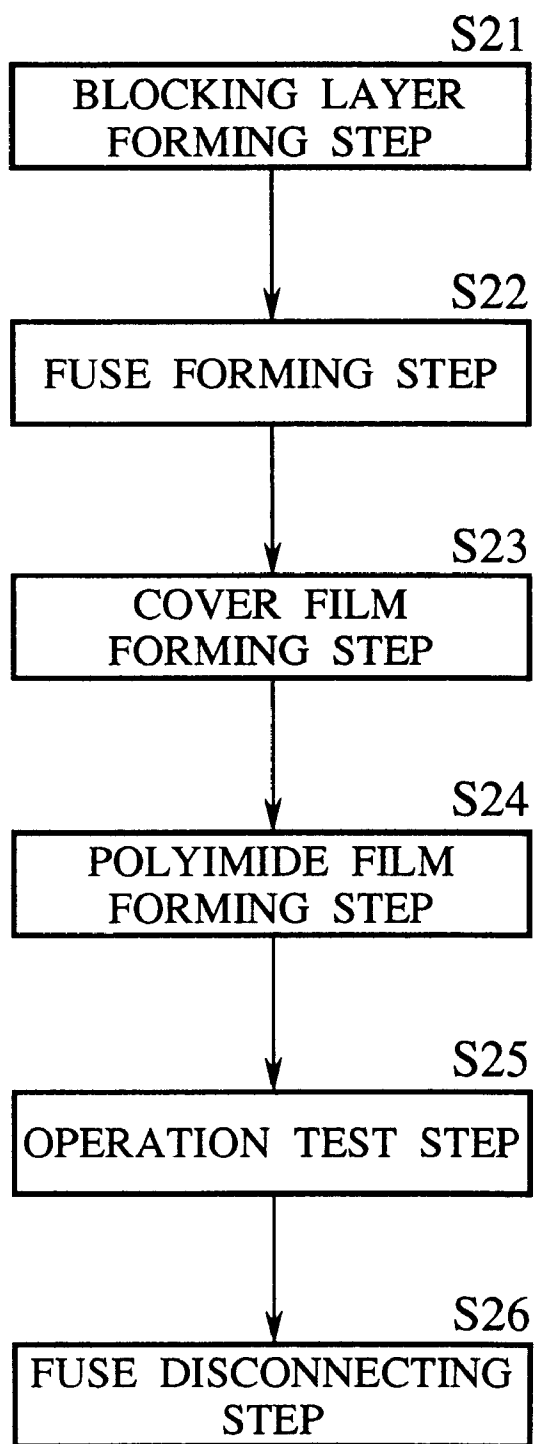 S21
BLOCKING LAYER
FORMING STEP
S22
FUSE FORMING STEP
S23
COVER FILM
FORMING STEP
S24
POLYIMIDE FILM
FORMING STEP
S25
OPERATION TEST STEP
S26
FUSE DISCONNECTING
STEP